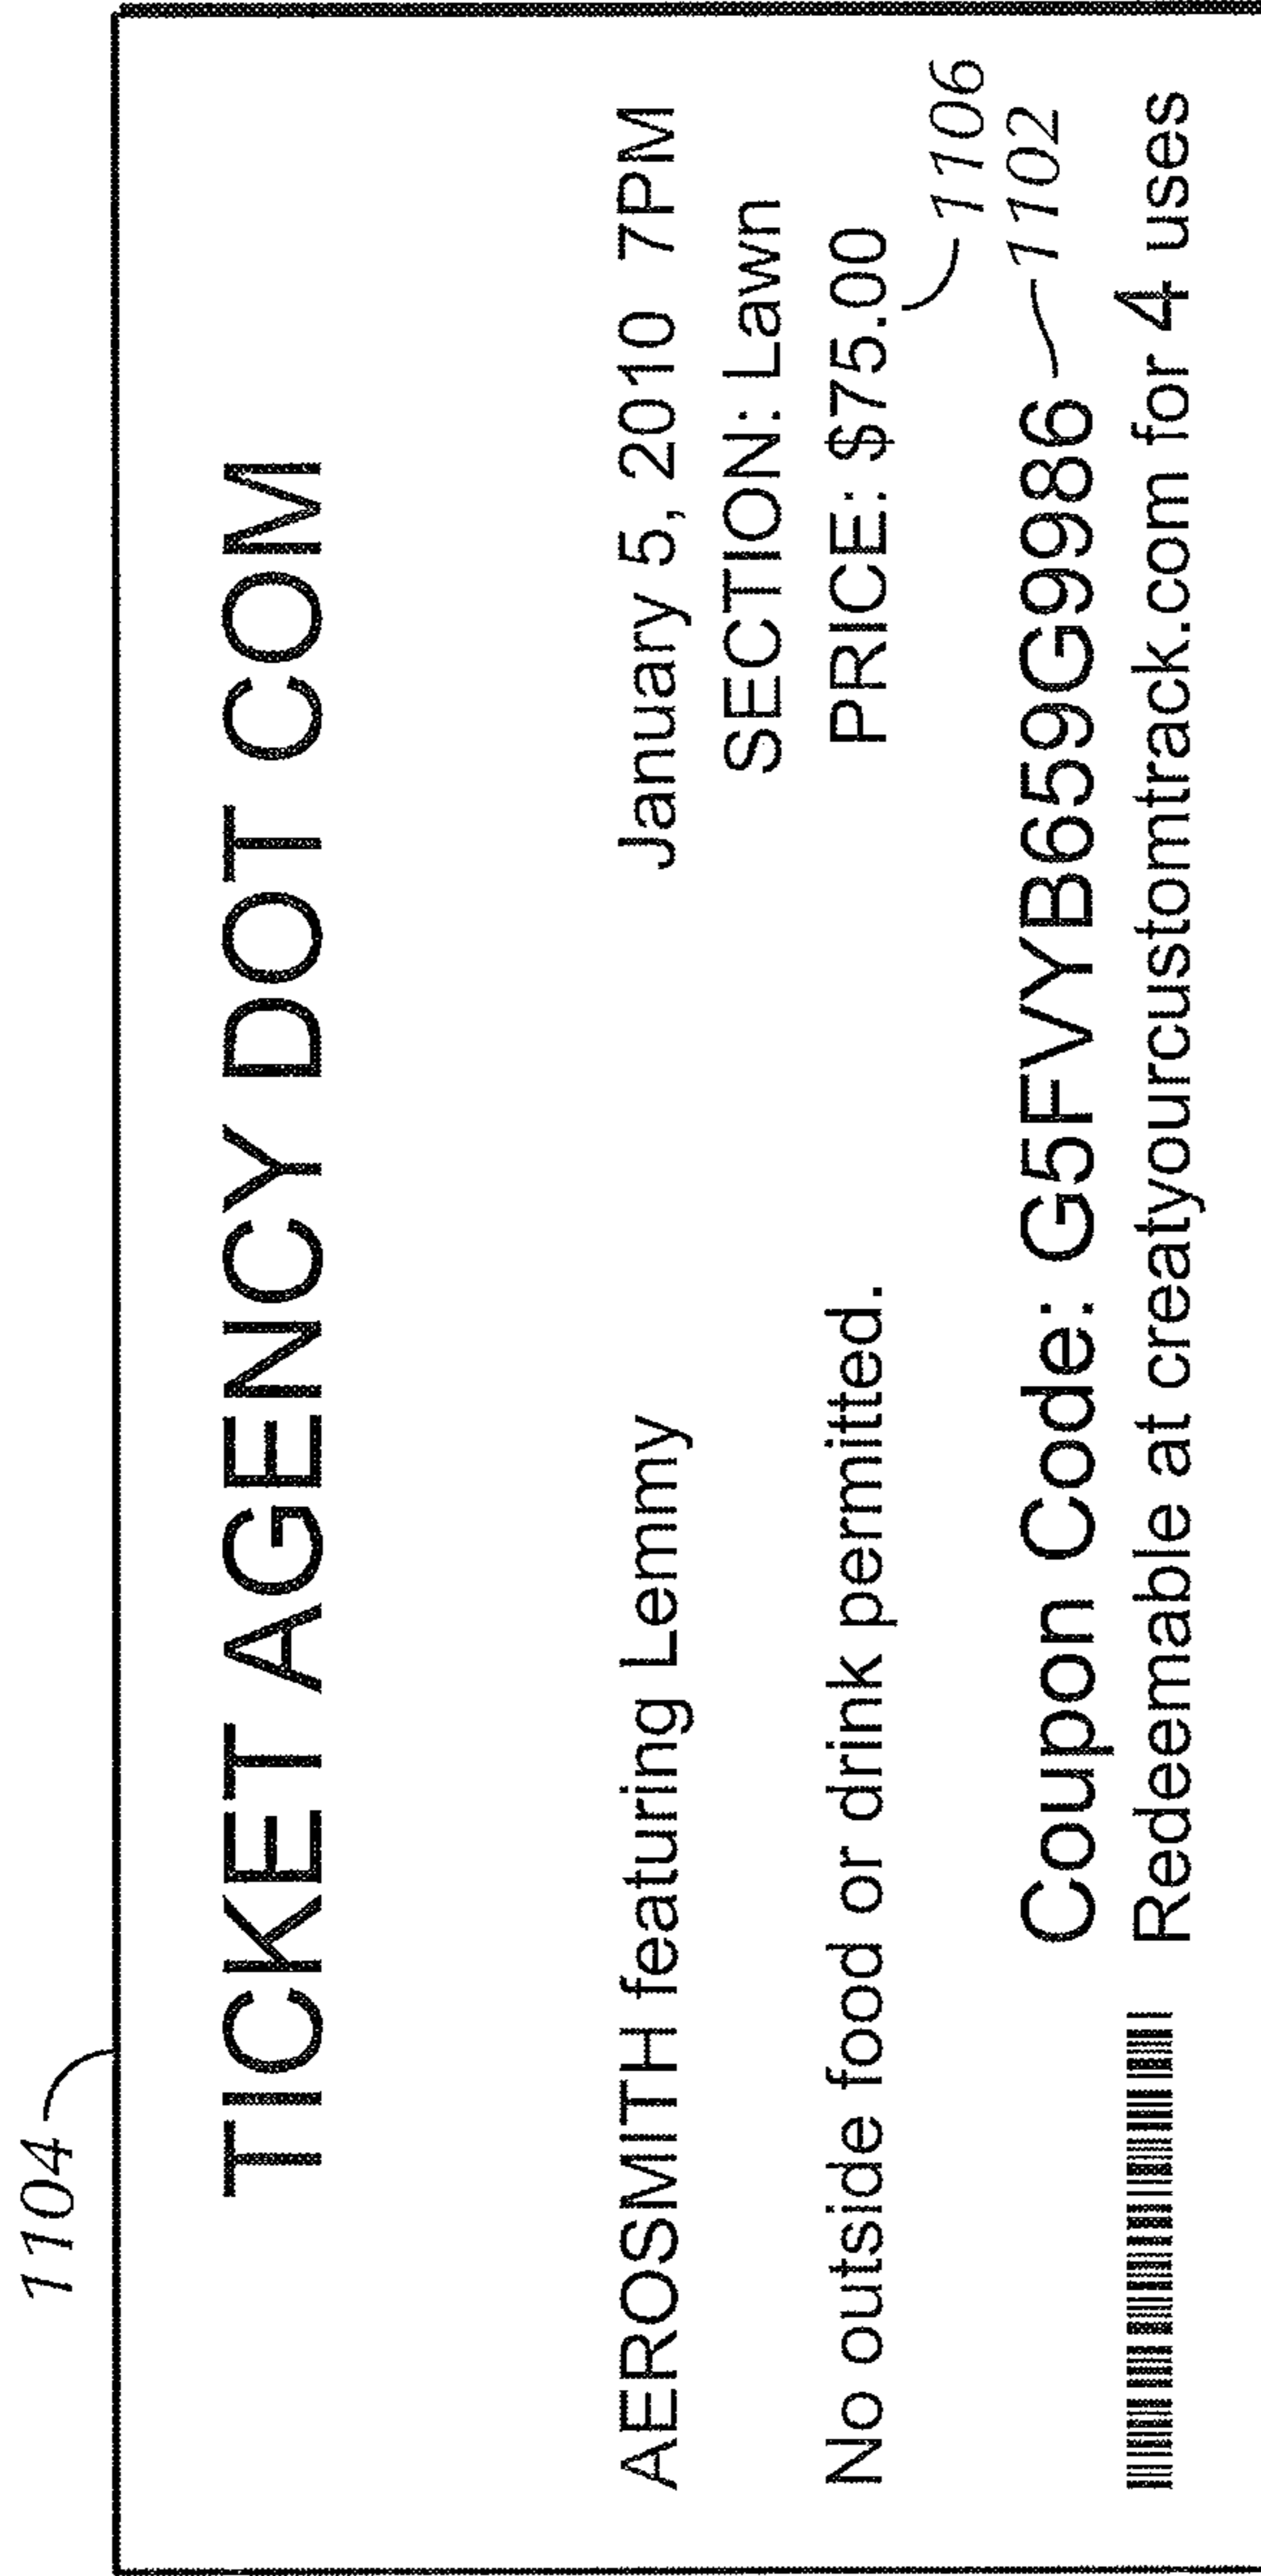 1104
TICKET AGENCY DOT COM
AEROSMITH featuring Lemmy January 5, 2010 7PM
SECTION: Lawn
No outside food or drink permitted. PRICE: $75.00
1106
1102
Coupon Code: G5FVYB659G9986
Redeemable at creatyourcustomtrack.com for 4 uses